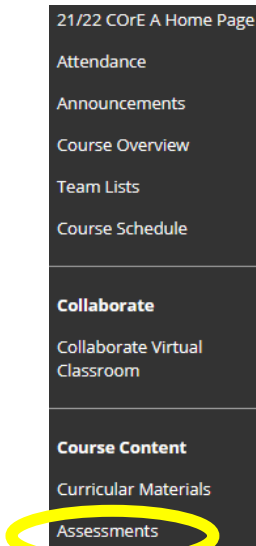 21/22 COrE A Home Page
Attendance
Announcements
Course Overview
Team Lists
Course Schedule
Collaborate
Collaborate Virtual
Classroom
Course Content
Curricular Materials
Assessments